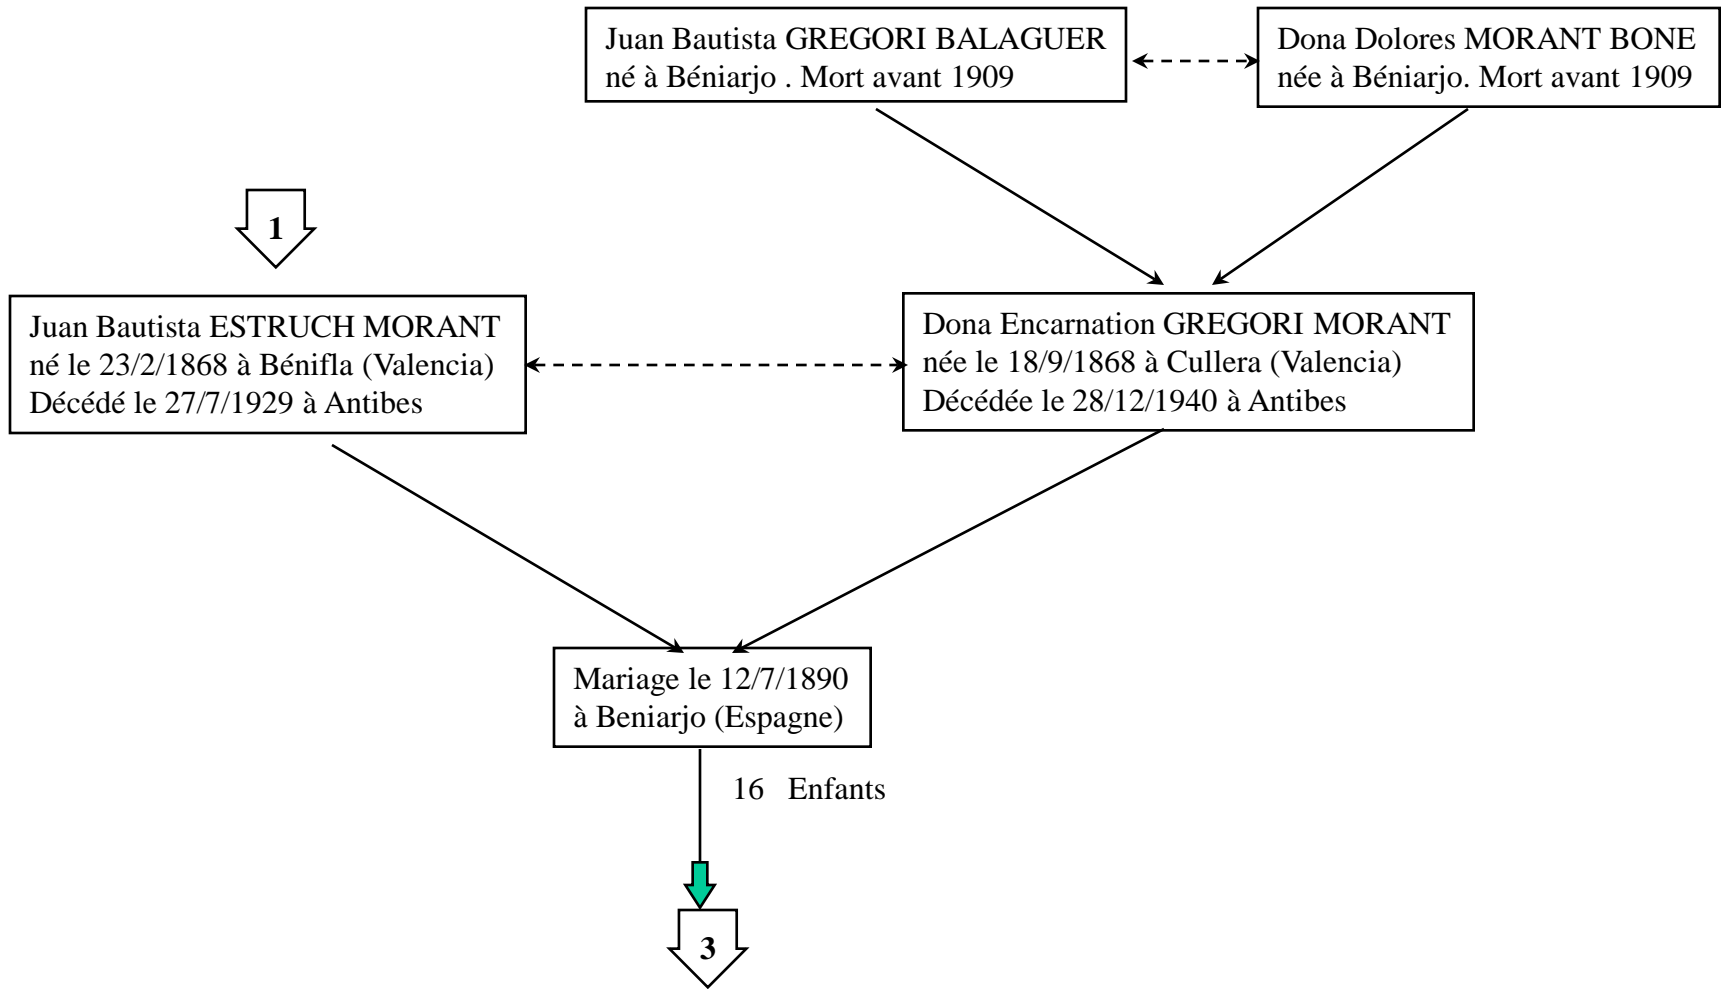 Juan Bautista GREGORI BALAGUER
né à Béniarjo . Mort avant 1909
Dona Dolores MORANT BONE
née à Béniarjo. Mort avant 1909
1
Juan Bautista ESTRUCH MORANT
né le 23/2/1868 à Bénifla (Valencia)
Décédé le 27/7/1929 à Antibes
Dona Encarnation GREGORI MORANT
née le 18/9/1868 à Cullera (Valencia)
Décédée le 28/12/1940 à Antibes
Mariage le 12/7/1890
à Beniarjo (Espagne)
16 Enfants
3